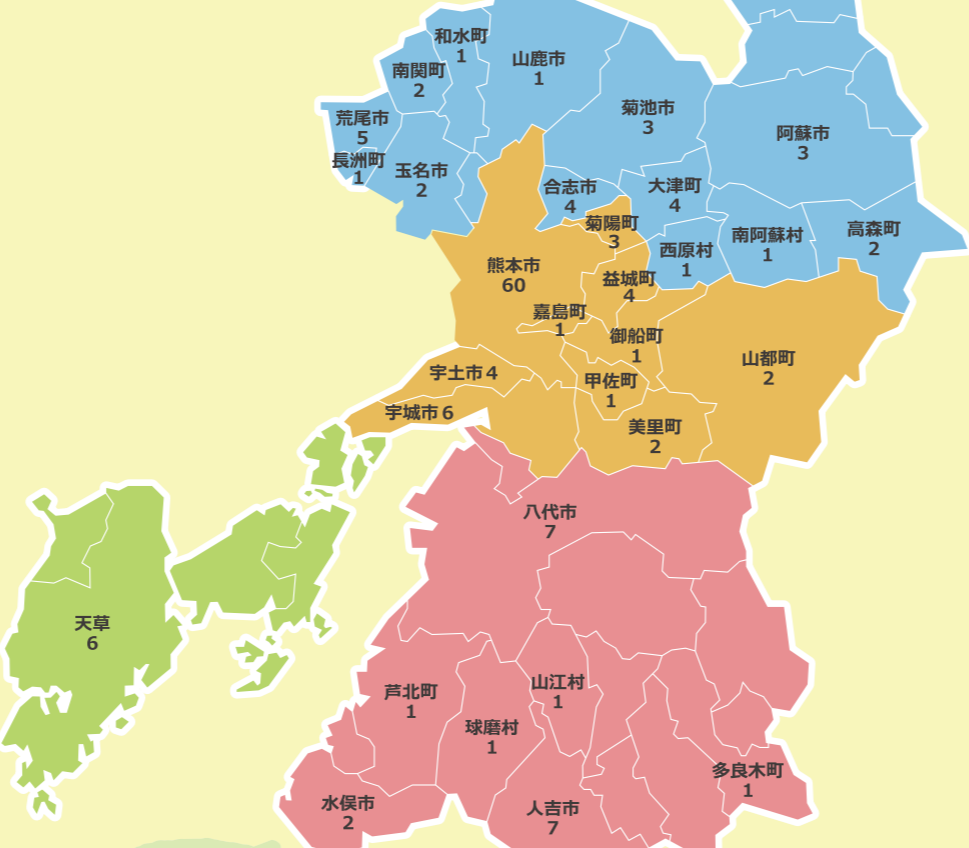 和水町
1
南関町
2
山鹿市
1
菊池市
3
阿蘇市
3
荒尾市
5
長洲町
1
玉名市
2
合志市
4
大津町
4
菊陽町
3
西原村
1
南阿蘇村
1
高森町
2
熊本市
60
益城町
4
嘉島町
1
御船町
1
山都町
2
宇土市4
甲佐町
1
宇城市6
美里町
2
八代市
7
天草
6
芦北町
1
山江村
1
球磨村
1
多良木町
1
水俣市
2
人吉市
7